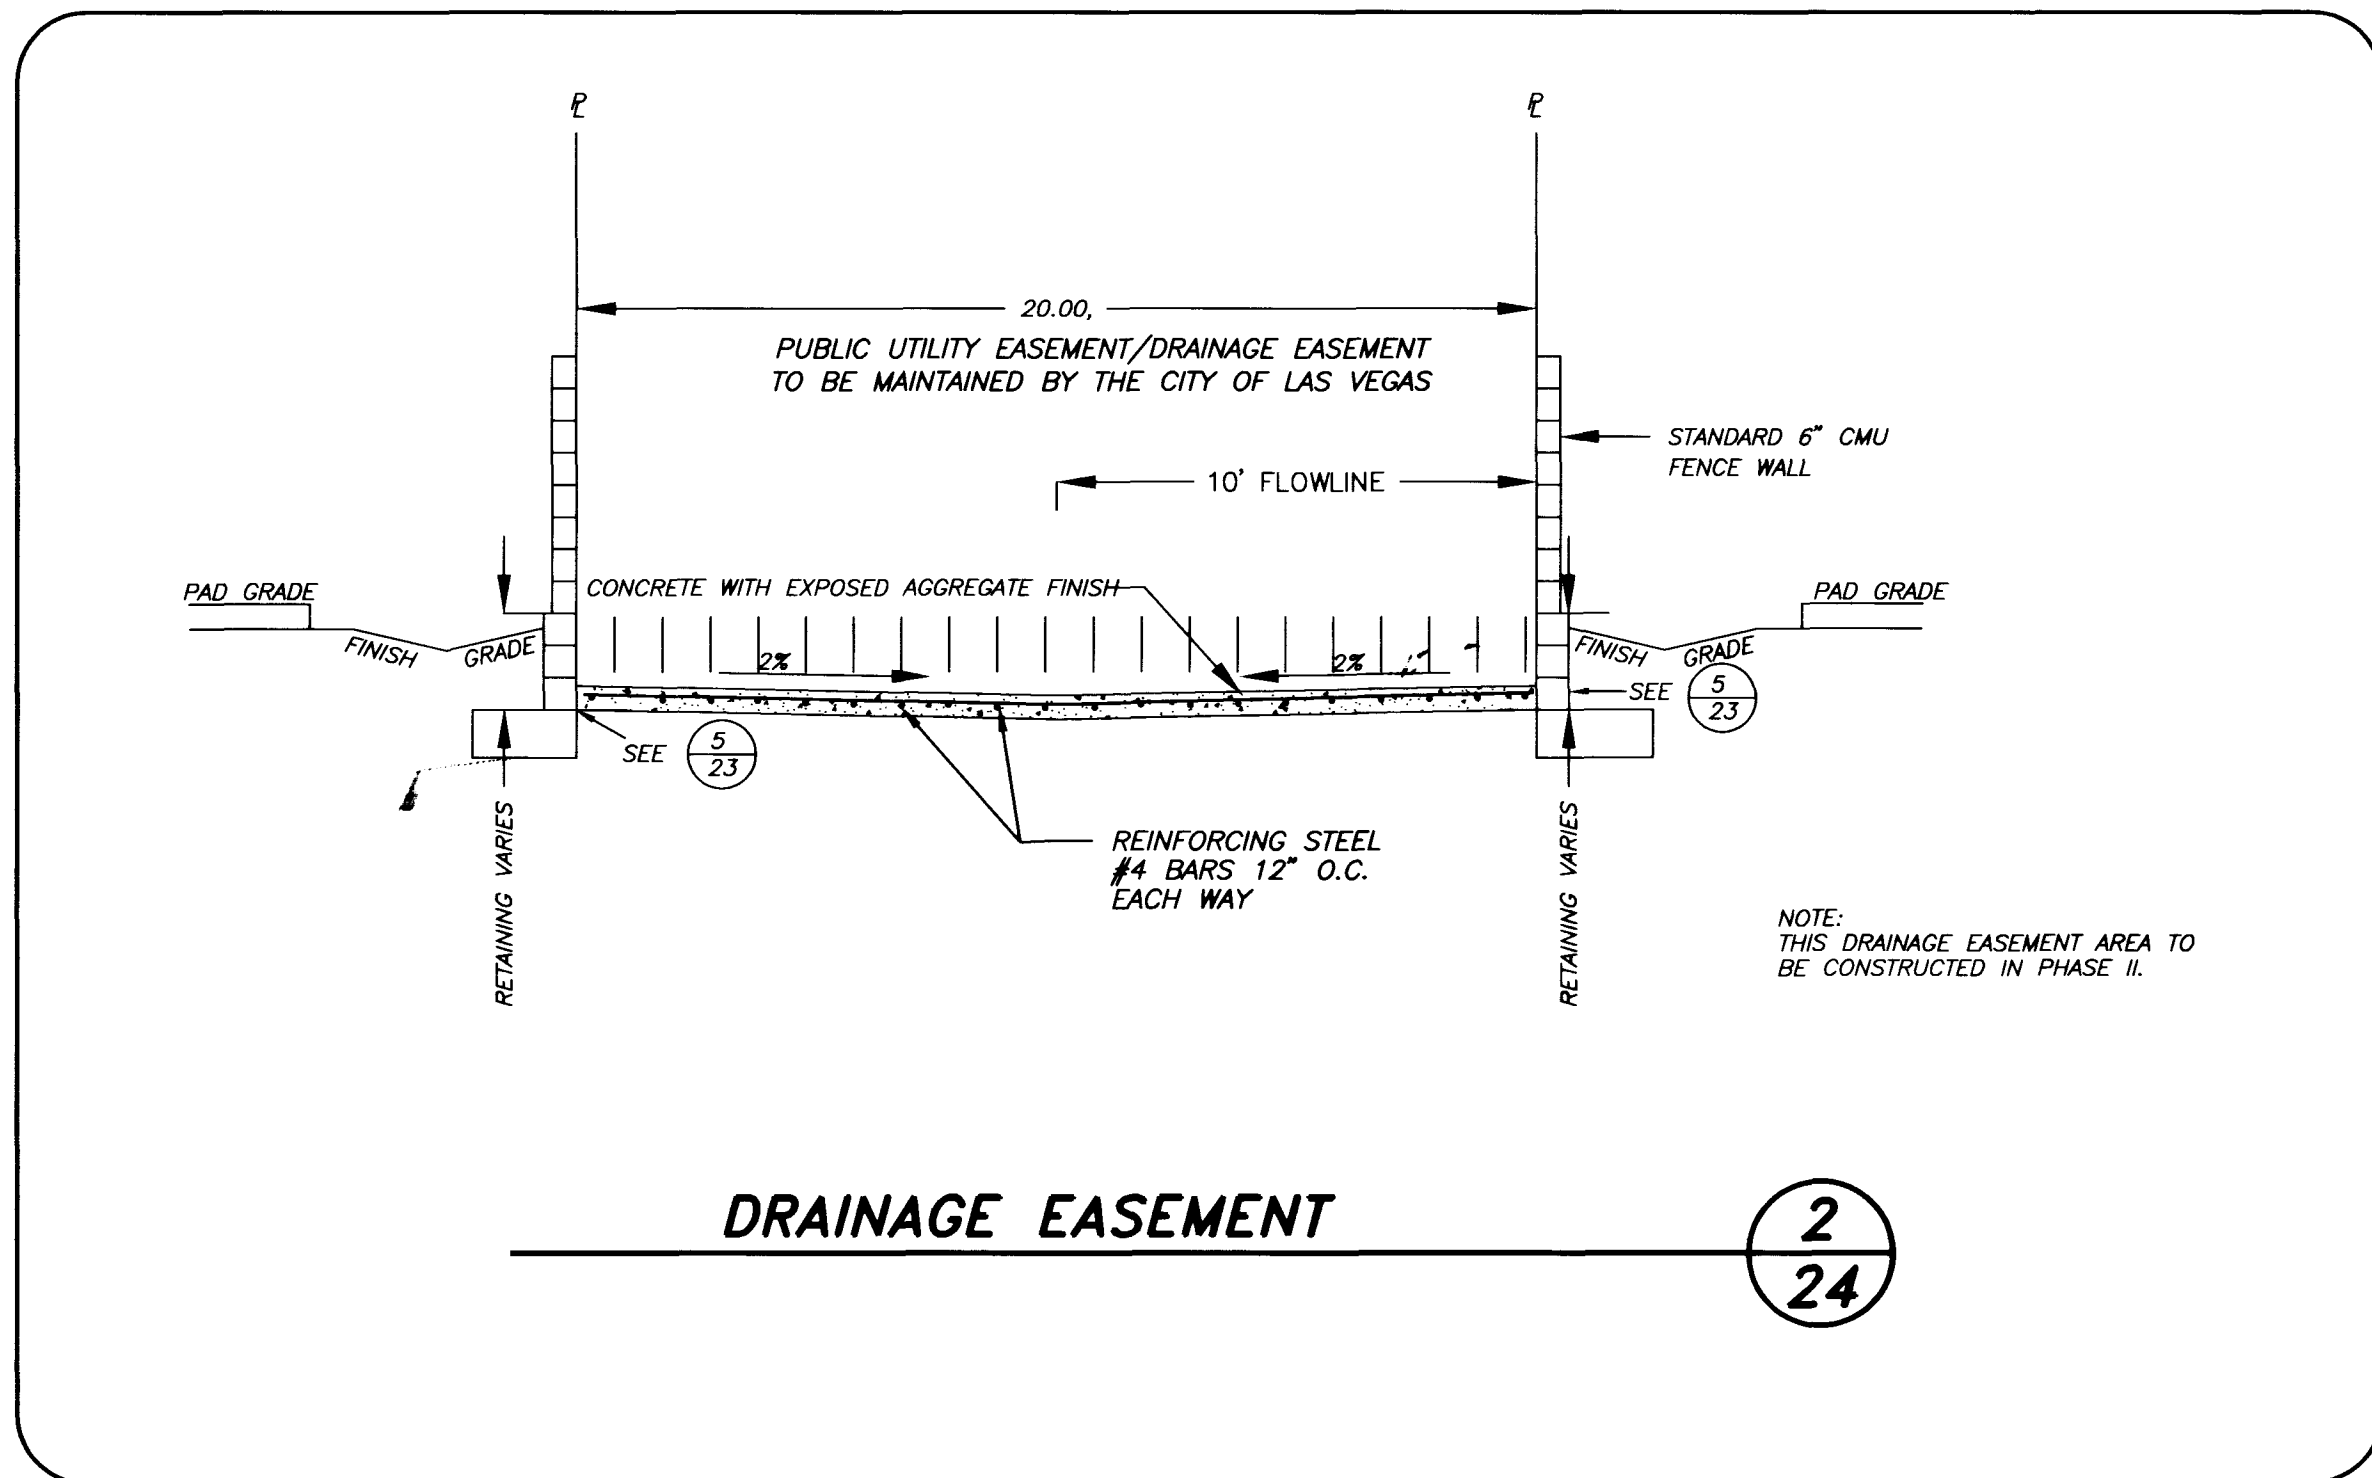 PL
PL
20.00,
PUBLIC UTILITY EASEMENT/DRAINAGE EASEMENT
TO BE MAINTAINED BY THE CITY OF LAS VEGAS
STANDARD 6" CMU
FENCE WALL
10' FLOWLINE
CONCRETE WITH EXPOSED AGGREGATE FINISH
PAD GRADE
PAD GRADE
FINISH GRADE
FINISH GRADE
2%
2%
SEE 5
23
SEE 5
23
RETAINING VARIES
RETAINING VARIES
REINFORCING STEEL
#4 BARS 12" O.C.
EACH WAY
NOTE:
THIS DRAINAGE EASEMENT AREA TO
BE CONSTRUCTED IN PHASE II.
DRAINAGE EASEMENT
2
24